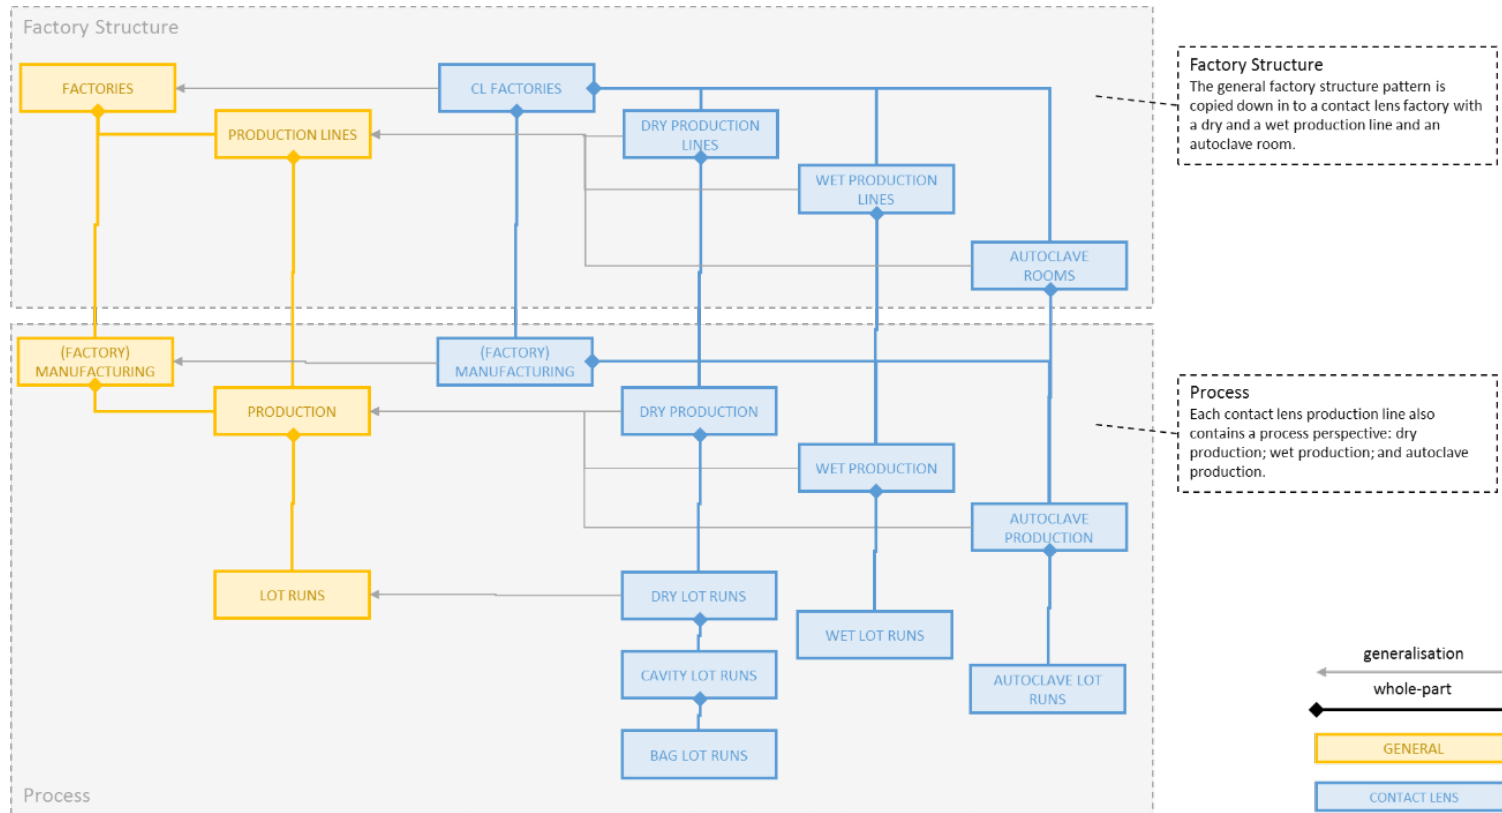 Factory Structure
FACTORIES
CL FACTORIES
PRODUCTION LINES
DRY PRODUCTION
LINES
WET PRODUCTION
LINES
AUTOCLAVE
ROOMS
Factory Structure
The general factory structure pattern is
copied down in to a contact lens factory with
a dry and a wet production line and an
autoclave room.
(FACTORY)
MANUFACTURING
(FACTORY)
MANUFACTURING
PRODUCTION
DRY PRODUCTION
WET PRODUCTION
AUTOCLAVE
PRODUCTION
Process
Each contact lens production line also
contains a process perspective: dry
production; wet production; and autoclave
production.
LOT RUNS
DRY LOT RUNS
WET LOT RUNS
CAVITY LOT RUNS
AUTOCLAVE LOT
RUNS
BAG LOT RUNS
Process
generalisation
whole-part
GENERAL
CONTACT LENS